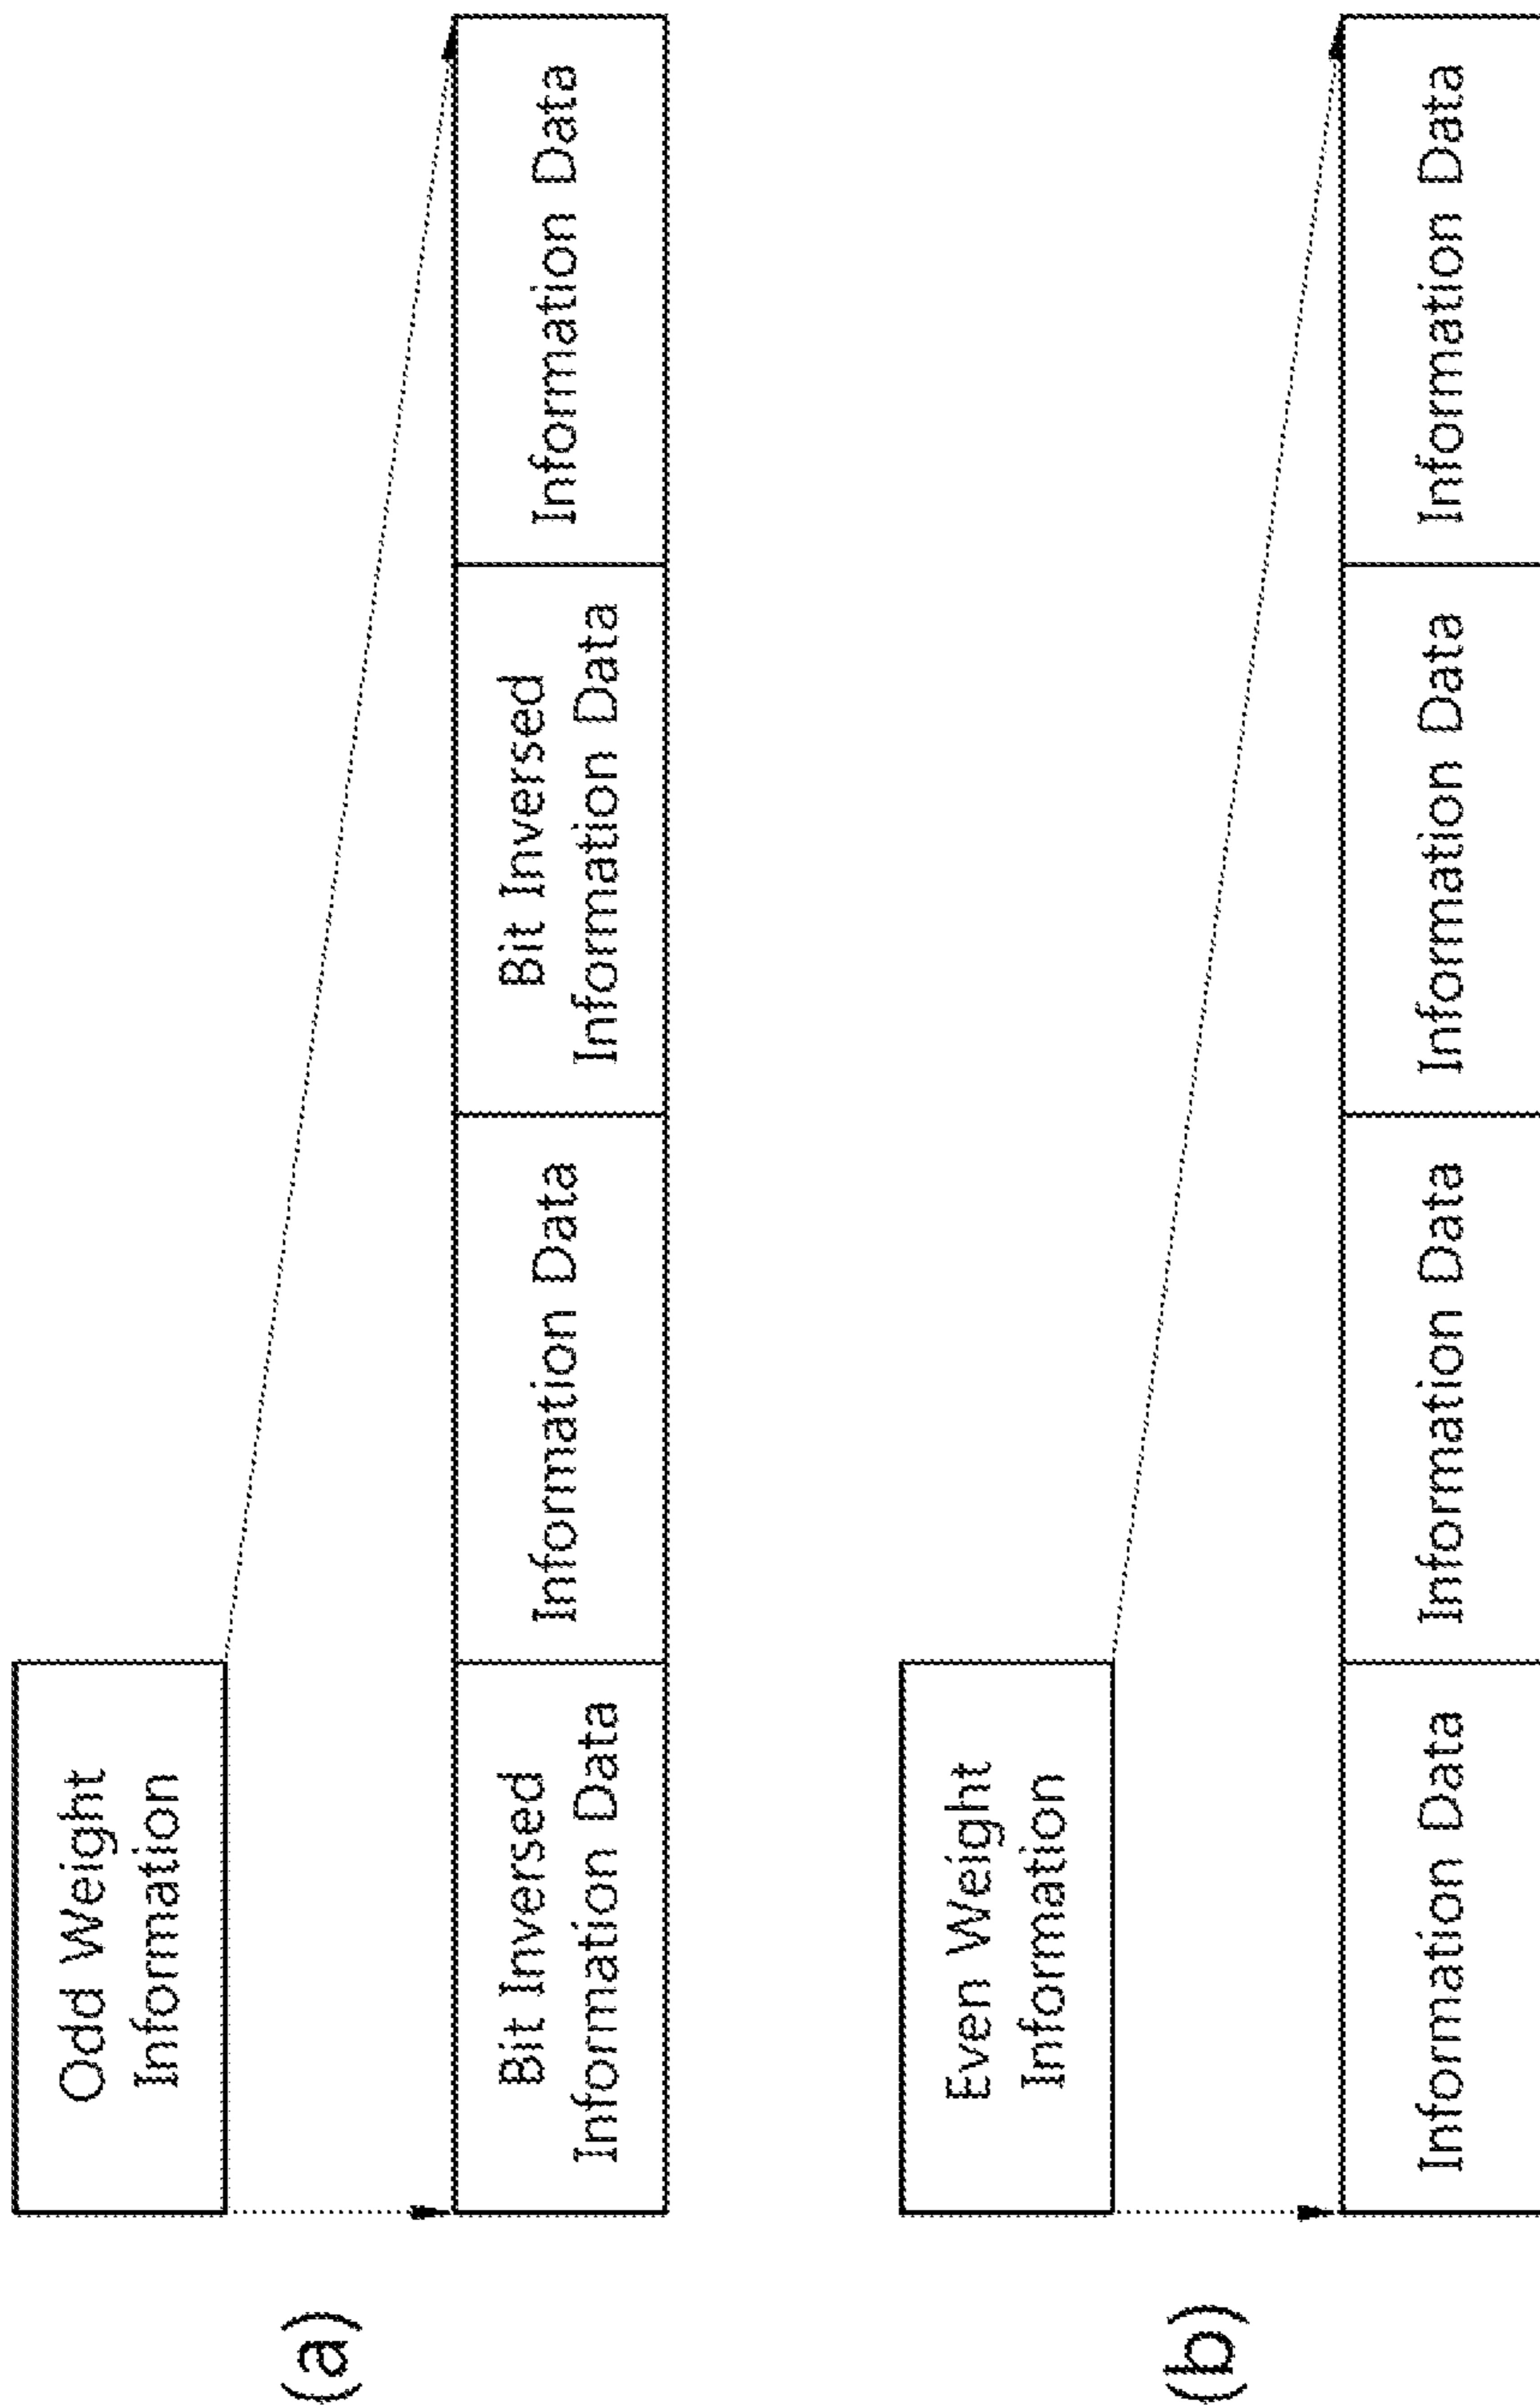 (a)
Odd Weight
Information
Bit Inversed
Information Data
Information Data
Bit Inversed
Information Data
Information Data
(b)
Even Weight
Information
Information Data
Information Data
Information Data
Information Data